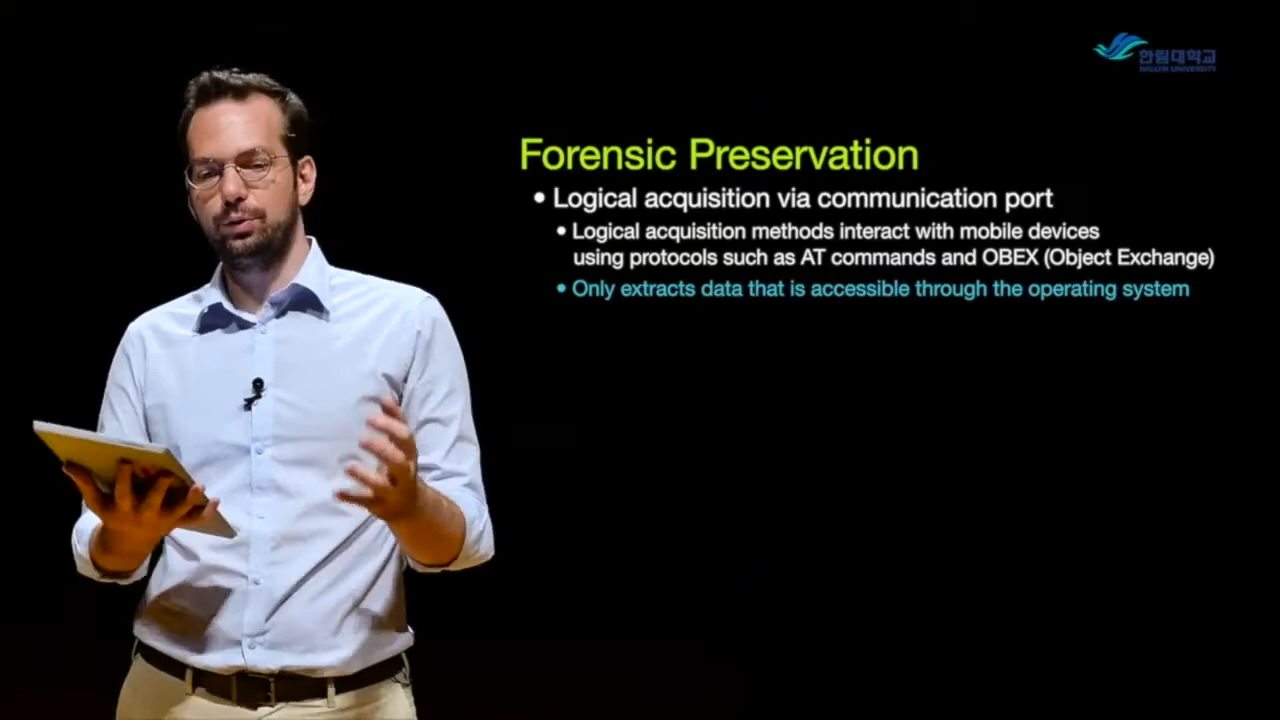 한림대학교
HALLYM UNIVERSITY
Forensic Preservation
• Logical acquisition via communication port
• Logical acquisition methods interact with mobile devices
using protocols such as AT commands and OBEX (Object Exchange)
• Only extracts data that is accessible through the operating system